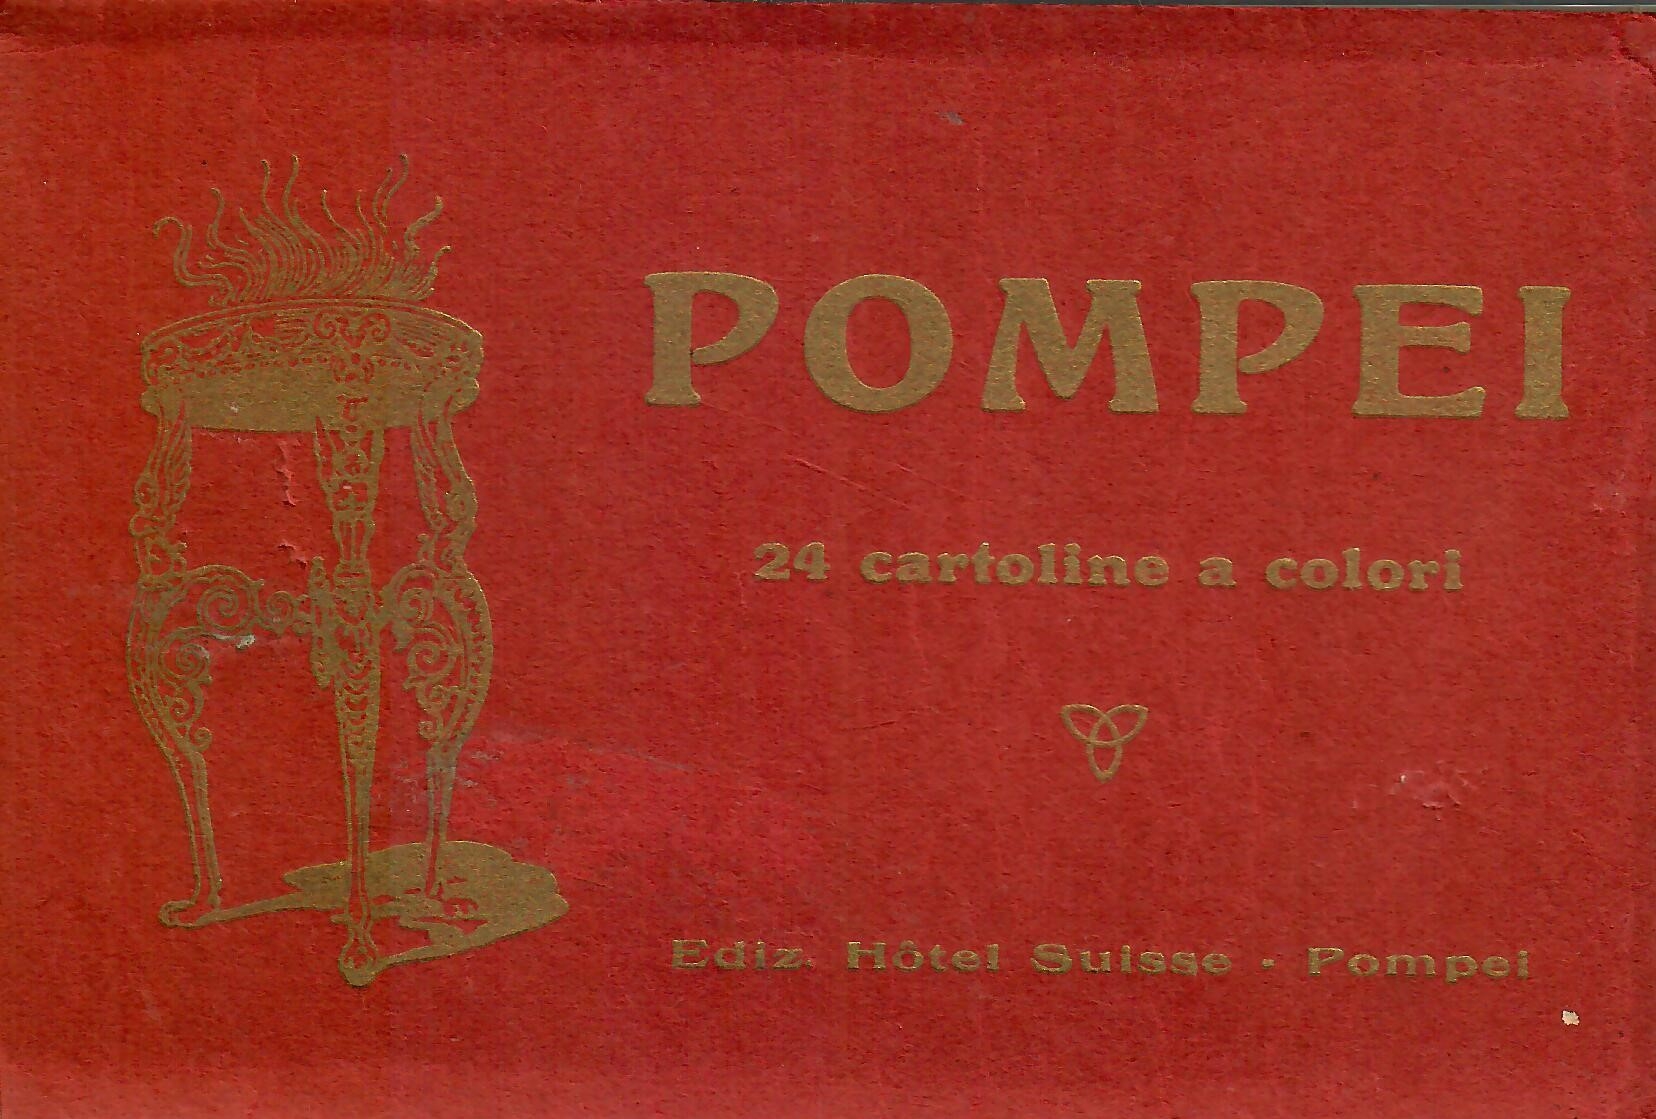 POMPEI
24 cartoline a colori
Ediz. Hôtel Suisse - Pompei